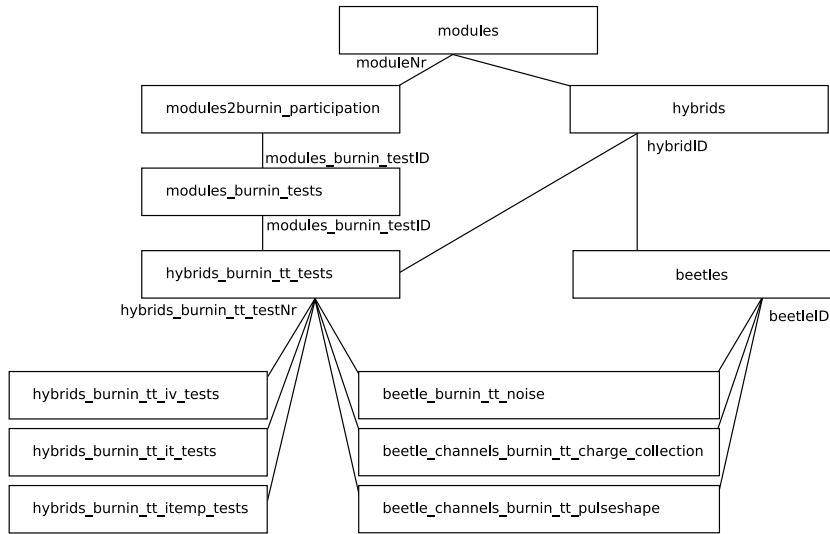 modules
moduleNr
modules2burnin_participation
hybrids
modules_burnin_testID
hybridID
modules_burnin_tests
modules_burnin_testID
hybrids_burnin_tt_tests
beetles
hybrids_burnin_tt_testNr
beetleID
hybrids_burnin_tt_iv_tests
beetle_burnin_tt_noise
hybrids_burnin_tt_it_tests
beetle_channels_burnin_tt_charge_collection
hybrids_burnin_tt_itemp_tests
beetle_channels_burnin_tt_pulseshape